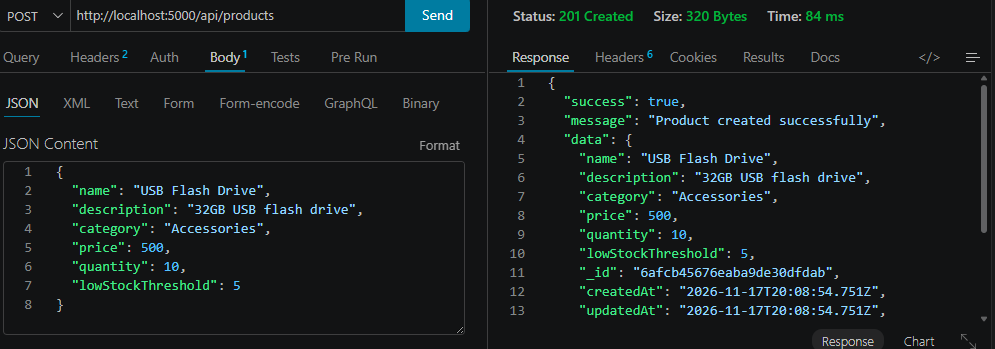 POST http://localhost:5000/api/products Send
Query Headers 2 Auth Body 1 Tests Pre Run
JSON XML Text Form Form-encode GraphQL Binary
JSON Content Format
1 {
2 "name": "USB Flash Drive",
3 "description": "32GB USB flash drive",
4 "category": "Accessories",
5 "price": 500,
6 "quantity": 10,
7 "lowStockThreshold": 5
8 }
Status: 201 Created Size: 320 Bytes Time: 84 ms
Response Headers 6 Cookies Results Docs </>
1 {
2 "success": true,
3 "message": "Product created successfully",
4 "data": {
5 "name": "USB Flash Drive",
6 "description": "32GB USB flash drive",
7 "category": "Accessories",
8 "price": 500,
9 "quantity": 10,
10 "lowStockThreshold": 5,
11 "_id": "6afcb45676eaba9de30dfdab",
12 "createdAt": "2026-11-17T20:08:54.751Z",
13 "updatedAt": "2026-11-17T20:08:54.751Z",
Response Chart